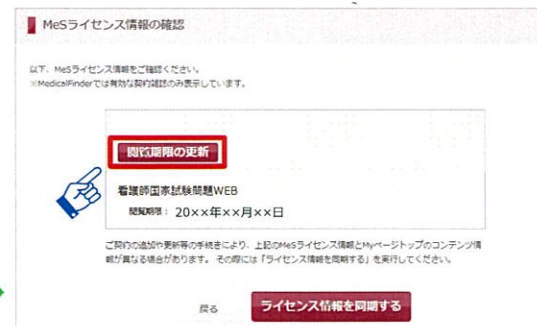 MeSライセンス情報の確認
以下、MeSライセンス情報をご確認ください。
※MedicalFinderでは有効な契約雑誌のみ表示しています。
閲覧期限の更新
看護師国家試験問題WEB
閲覧期限： 20××年××月××日
ご契約の追加や更新等の手続きにより、上記のMeSライセンス情報とMyページトップのコンテンツ情
報が異なる場合があります。 その際には「ライセンス情報を同期する」を実行してください。
戻る ライセンス情報を同期する